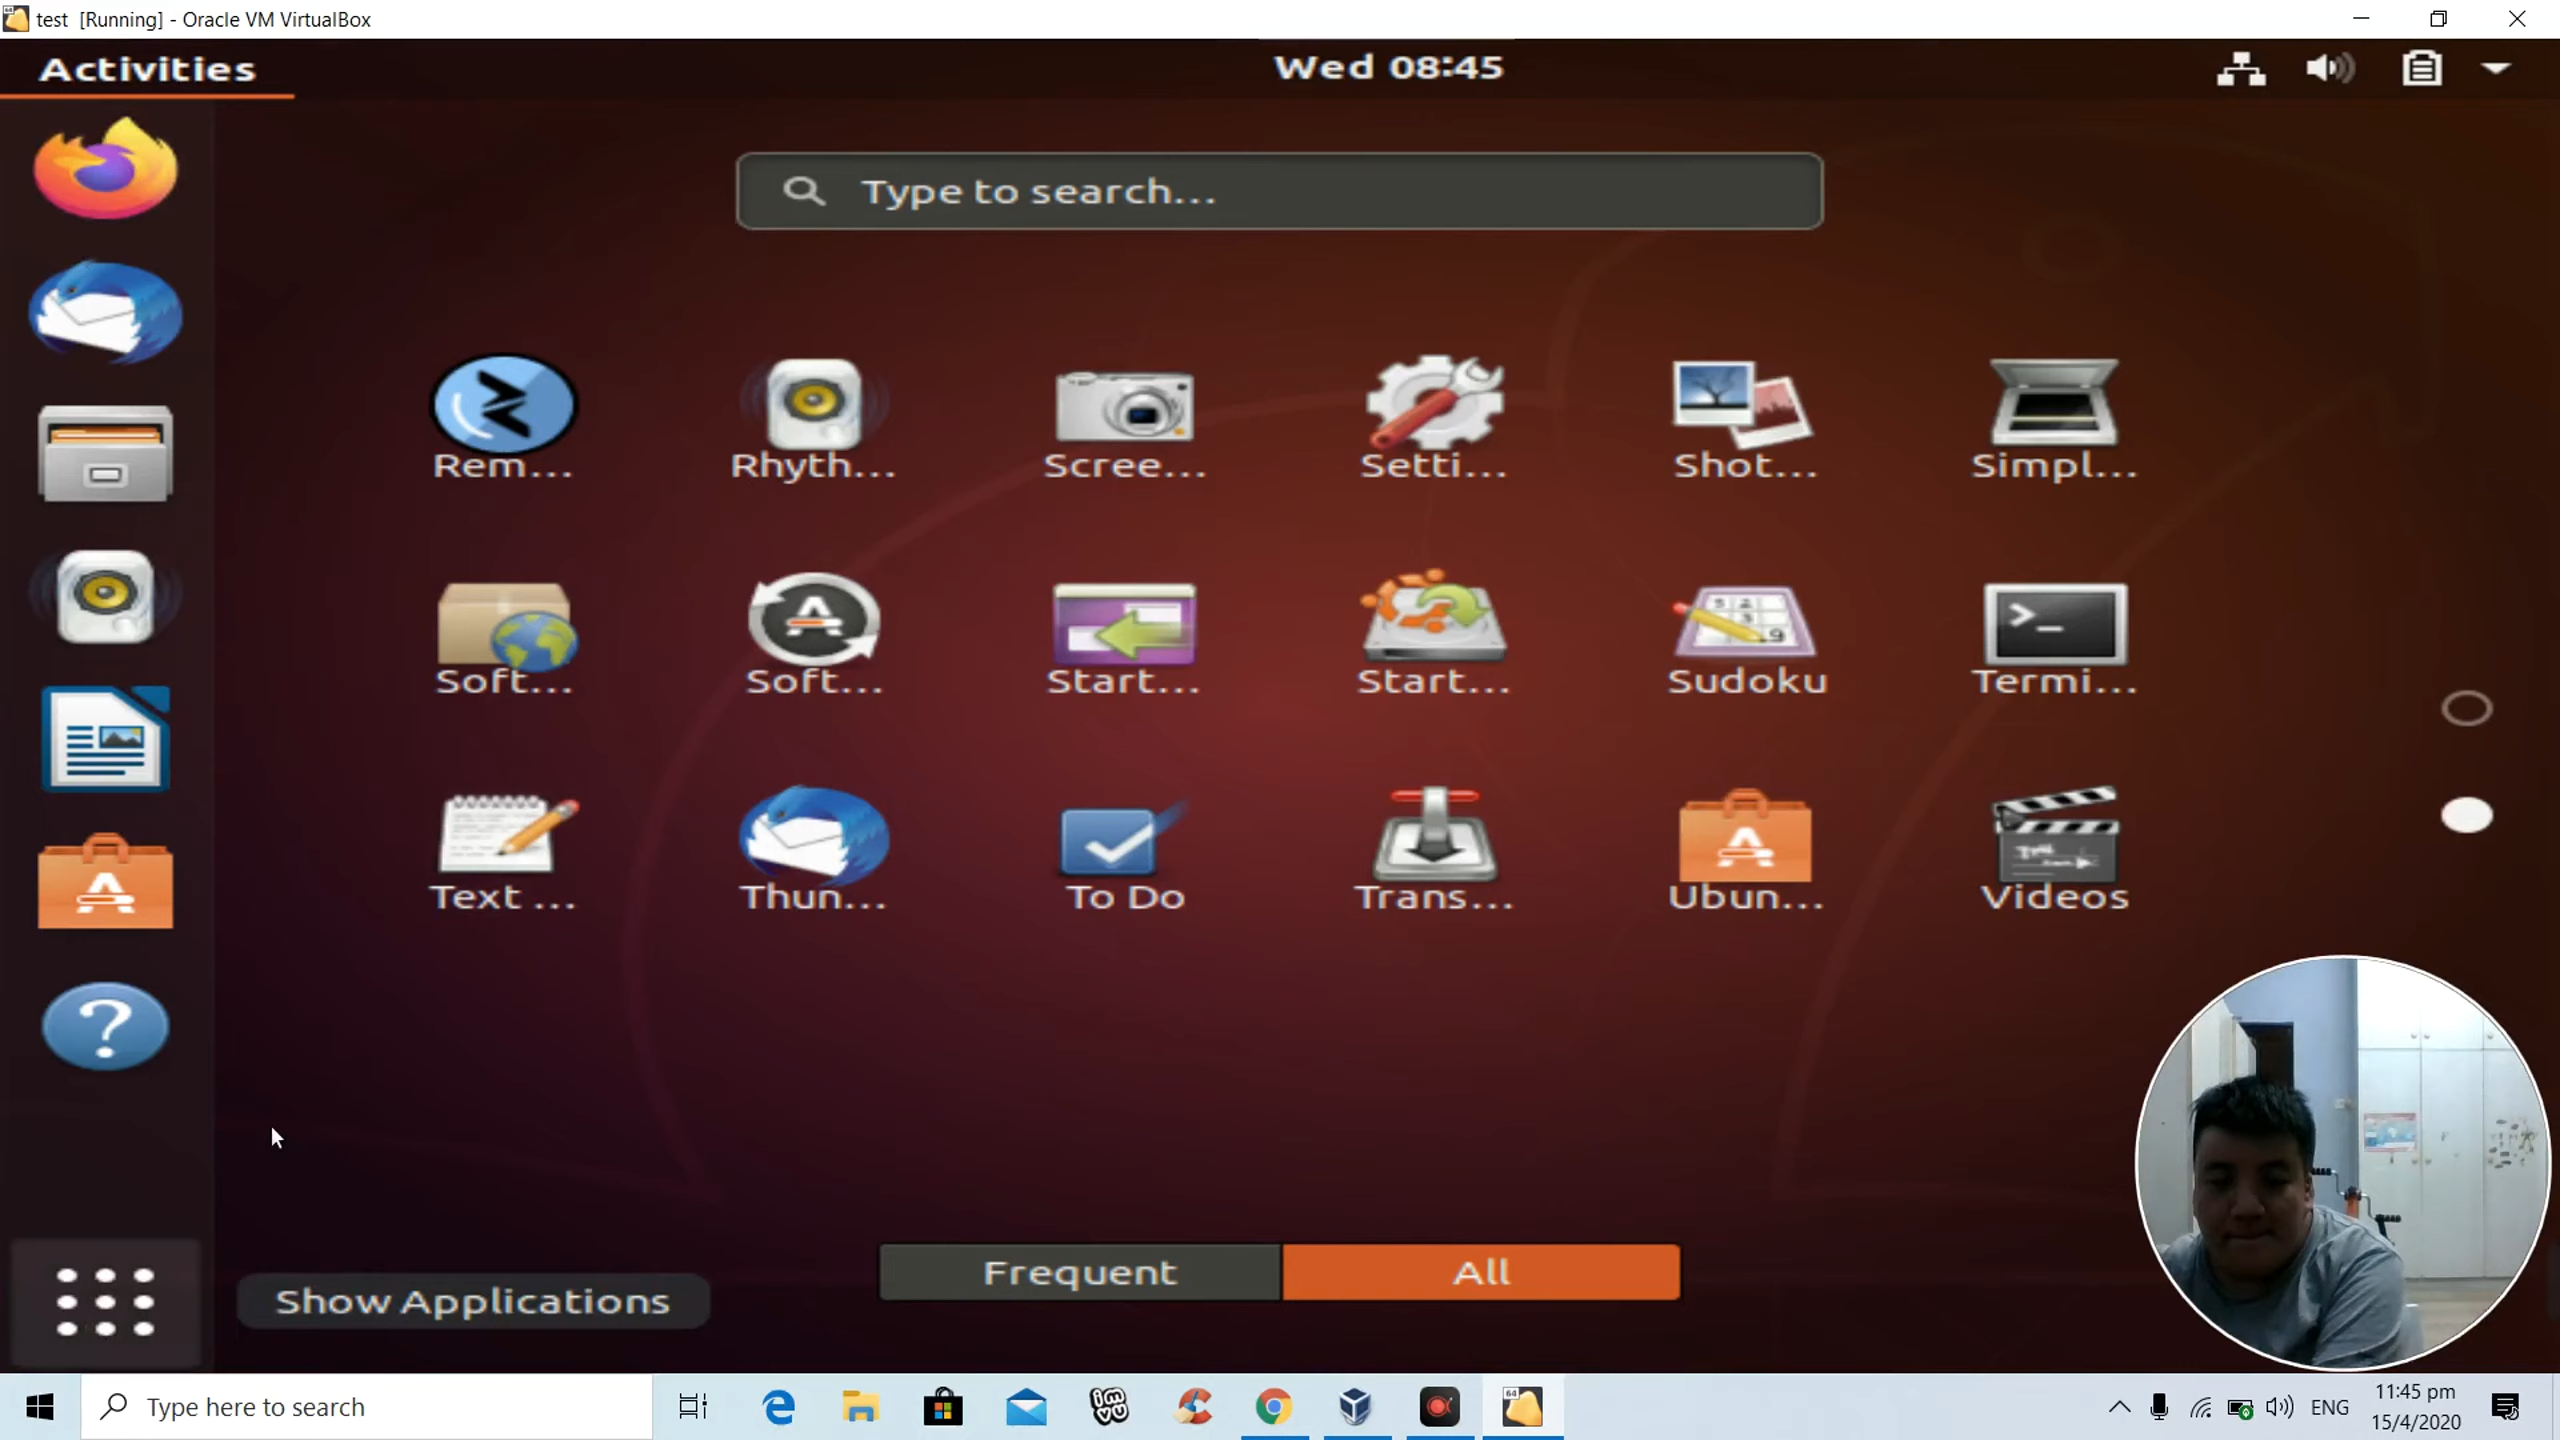 test [Running] - Oracle VM VirtualBox
Activities
Wed 08:45
Type to search...
Rem...
Rhyth...
Scree...
Setti...
Shot...
Simpl...
Soft...
Soft...
Start...
Start...
Sudoku
Termi...
Text ...
Thun...
To Do
Trans...
Ubun...
Videos
Frequent
All
Show Applications
Type here to search
ENG
11:45 pm
15/4/2020